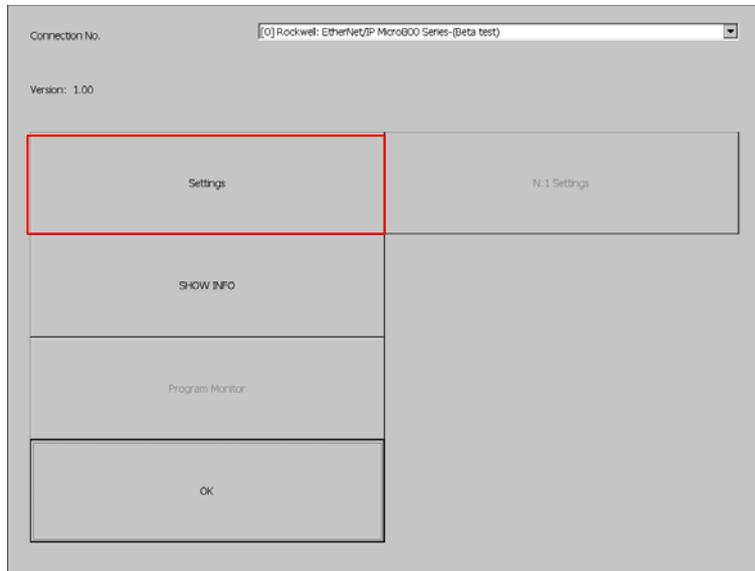 Connection No.
[0] Rockwell: EtherNet/IP Micro800 Series-(Beta test)
Version: 1.00
Settings
N:1 Settings
SHOW INFO
Program Monitor
OK